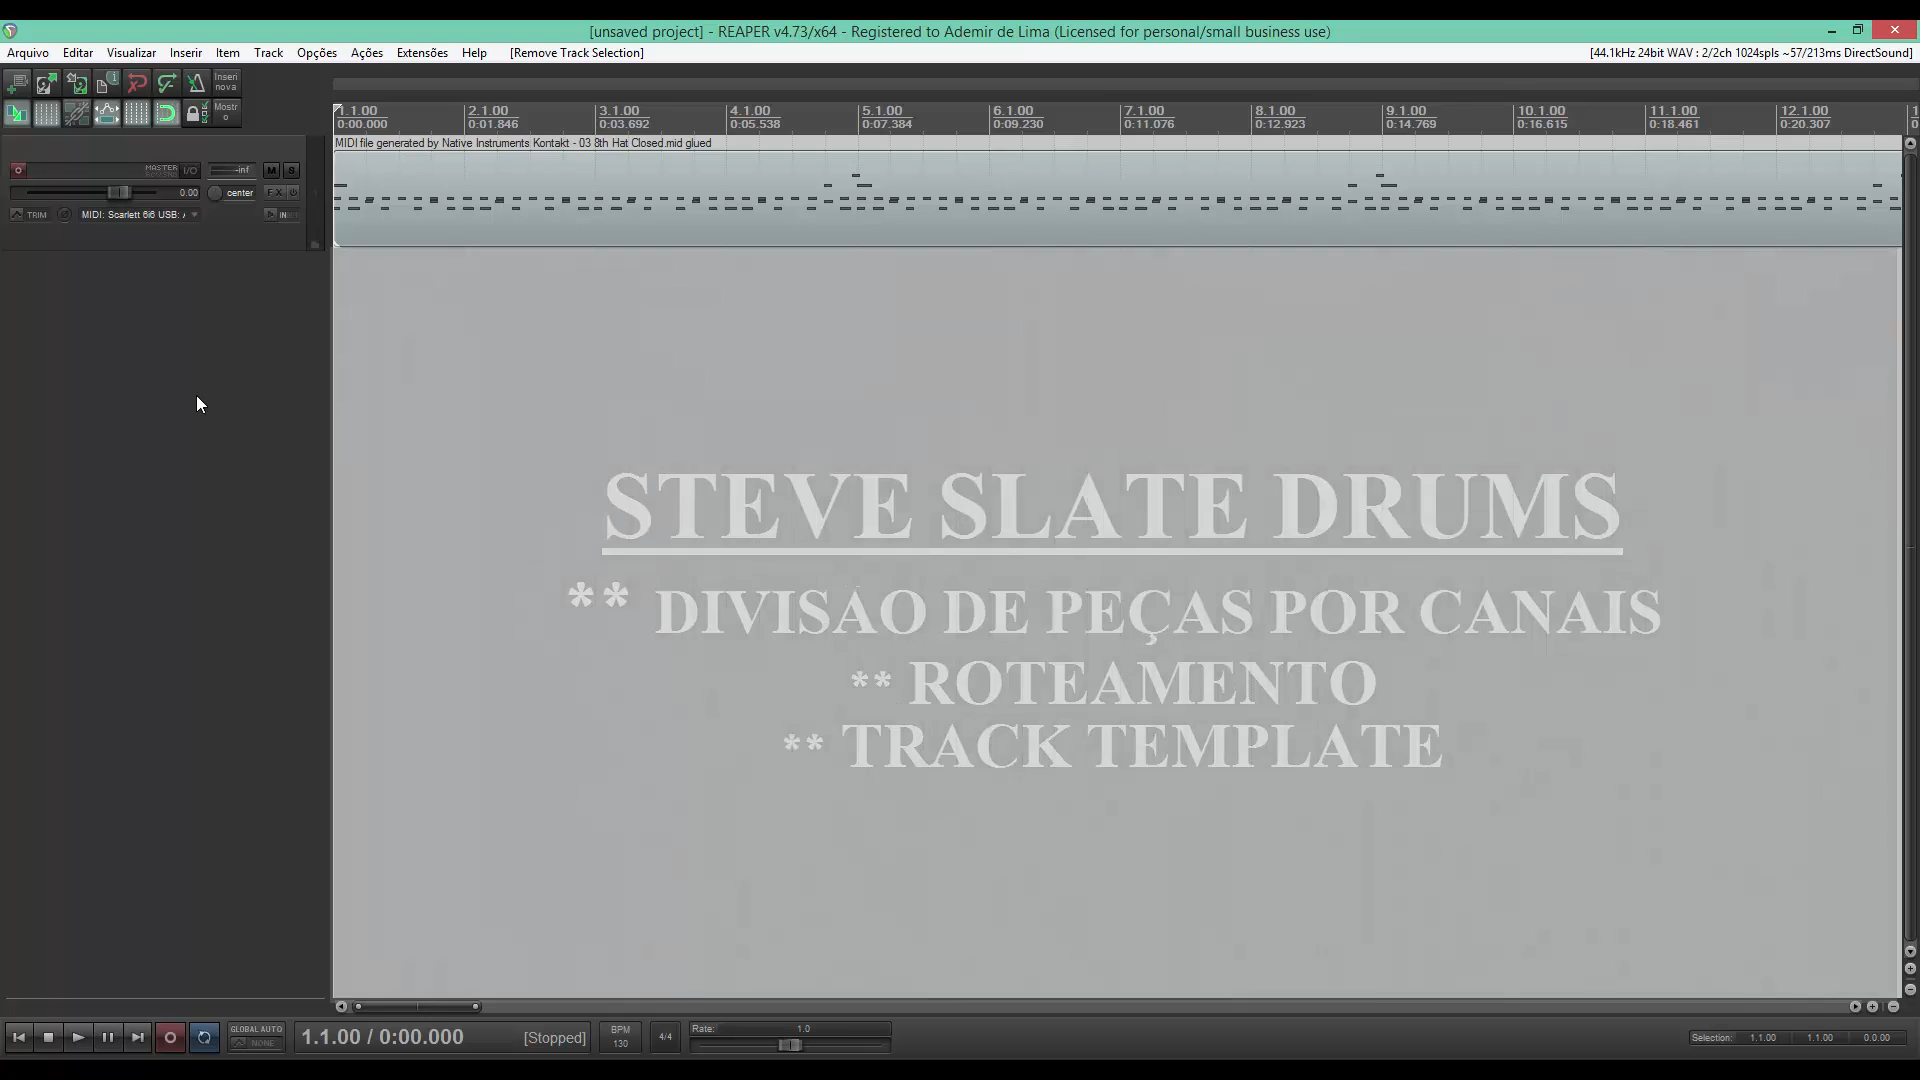 [unsaved project] - REAPER v4.73/x64 - Registered to Ademir de Lima (Licensed for personal/small business use)
Arquivo Editar Visualizar Inserir Item Track Opções Ações Extensões Help [Remove Track Selection] [44.1kHz 24bit WAV : 2/2ch 1024spls ~57/213ms DirectSound]
Inseri
nova
Mostr
o
1.1.00 2.1.00 3.1.00 4.1.00 5.1.00 6.1.00 7.1.00 8.1.00 9.1.00 10.1.00 11.1.00 12.1.00
0:00.000 0:01.846 0:03.692 0:05.538 0:07.384 0:09.230 0:11.076 0:12.923 0:14.769 0:16.615 0:18.461 0:20.307
MIDI file generated by Native Instruments Kontakt - 03 8th Hat Closed.mid glued
MASTER I/O -inf M S
0.00 center FX
TRIM MIDI: Scarlett 6i6 USB: IN
STEVE SLATE DRUMS
** DIVISÃO DE PEÇAS POR CANAIS
** ROTEAMENTO
** TRACK TEMPLATE
GLOBAL AUTO
NONE
1.1.00 / 0:00.000 [Stopped]
BPM
130
4/4
Rate: 1.0
Selection: 1.1.00 1.1.00 0.0.00